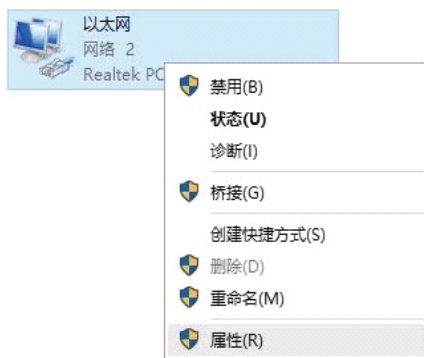 以太网
网络 2
Realtek PC
禁用(B)
状态(U)
诊断(I)
桥接(G)
创建快捷方式(S)
删除(D)
重命名(M)
属性(R)